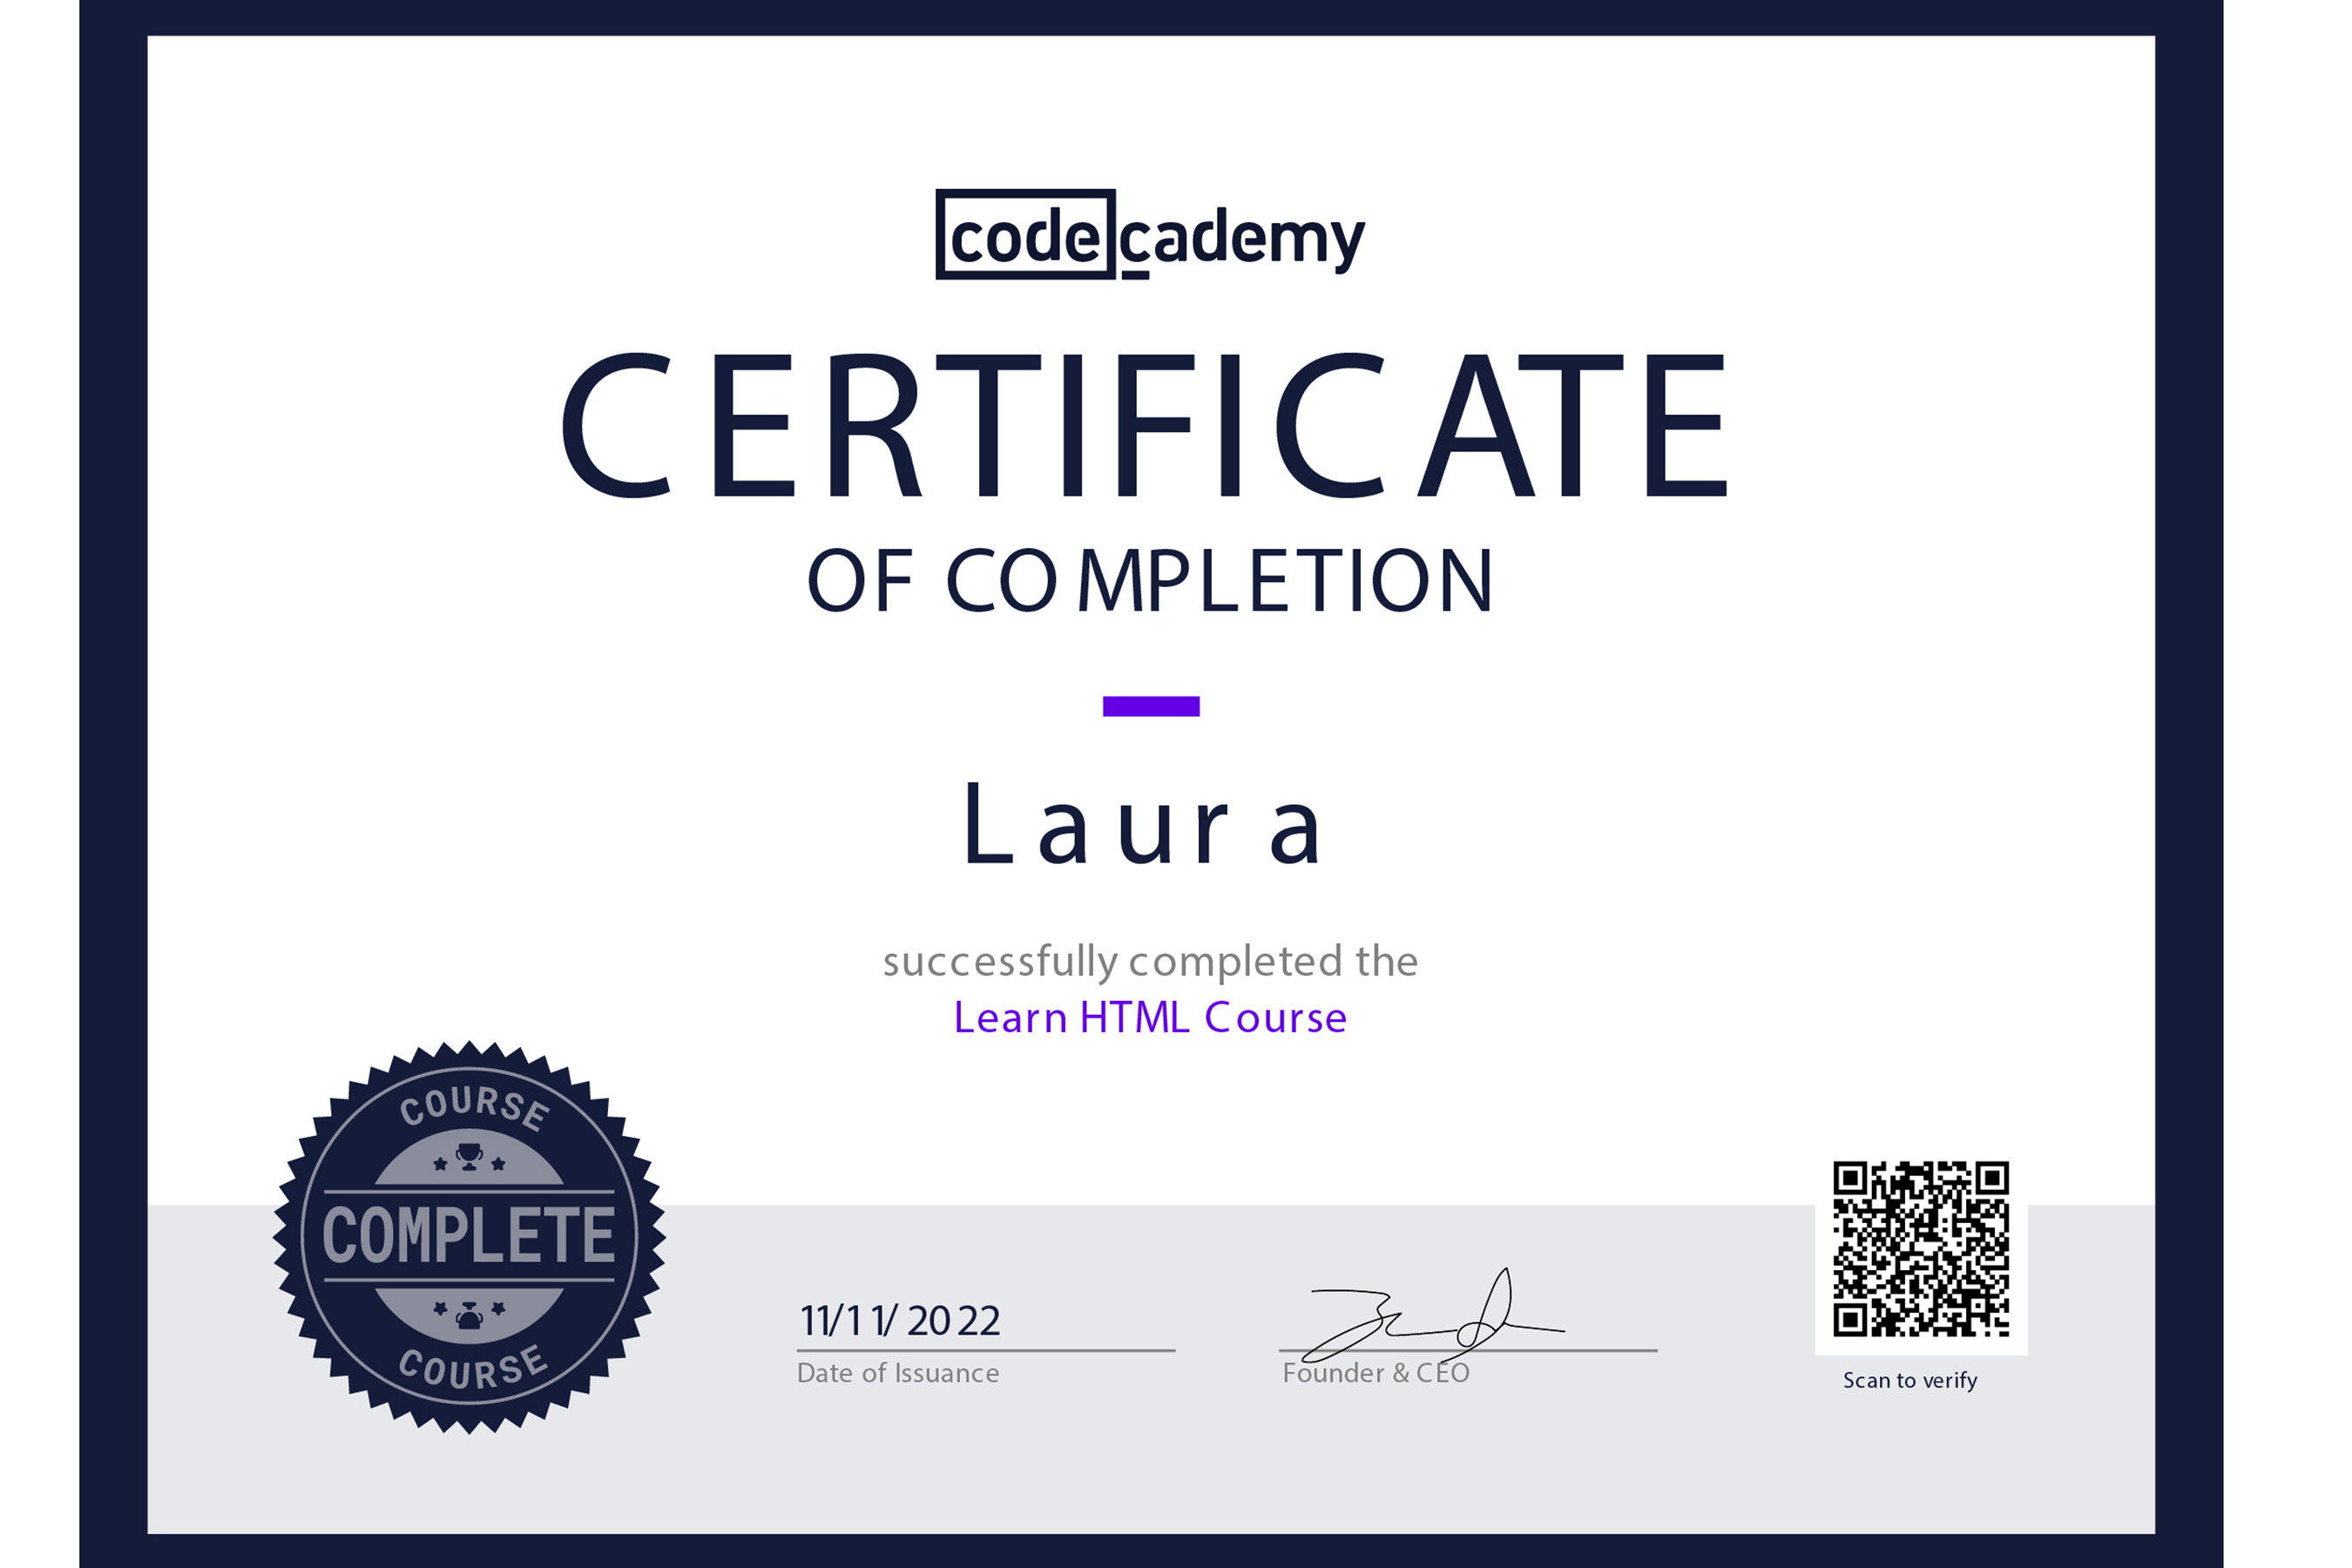 codecademy
CERTIFICATE
OF COMPLETION
Laura
successfully completed the
Learn HTML Course
COURSE
COMPLETE
COURSE
11/11/2022
Date of Issuance
Founder & CEO
Scan to verify